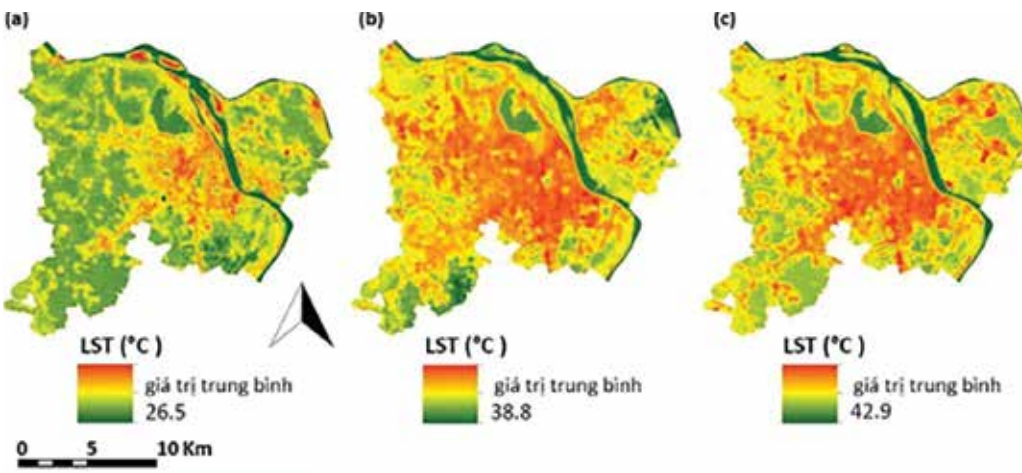 (a)
(b)
(c)
LST (°C )
giá trị trung bình
26.5
LST (°C )
giá trị trung bình
38.8
LST (°C )
giá trị trung bình
42.9
0 5 10 Km